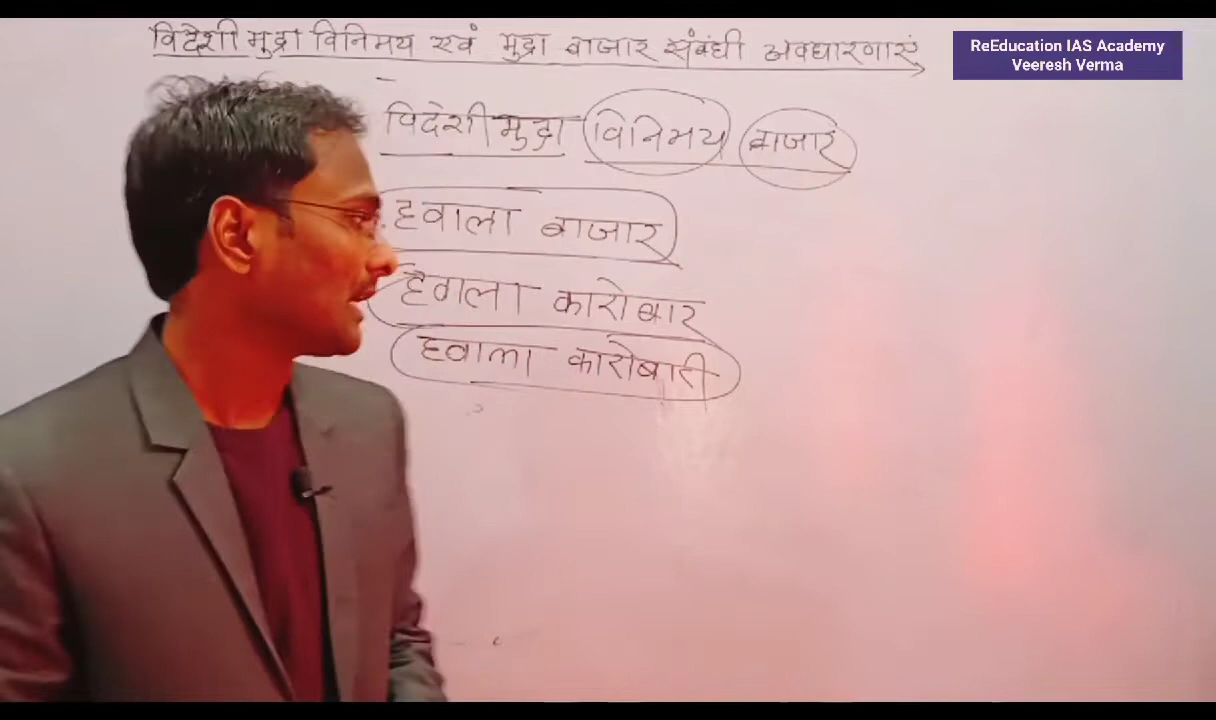 विदेशी मुद्रा विनिमय एवं मुद्रा बाजार संबंधी अवधारणाएं
ReEducation IAS Academy
Veeresh Verma
विदेशी मुद्रा विनिमय बाजार
हवाला बाजार
हवाला कारोबार
हवाला कारोबारी